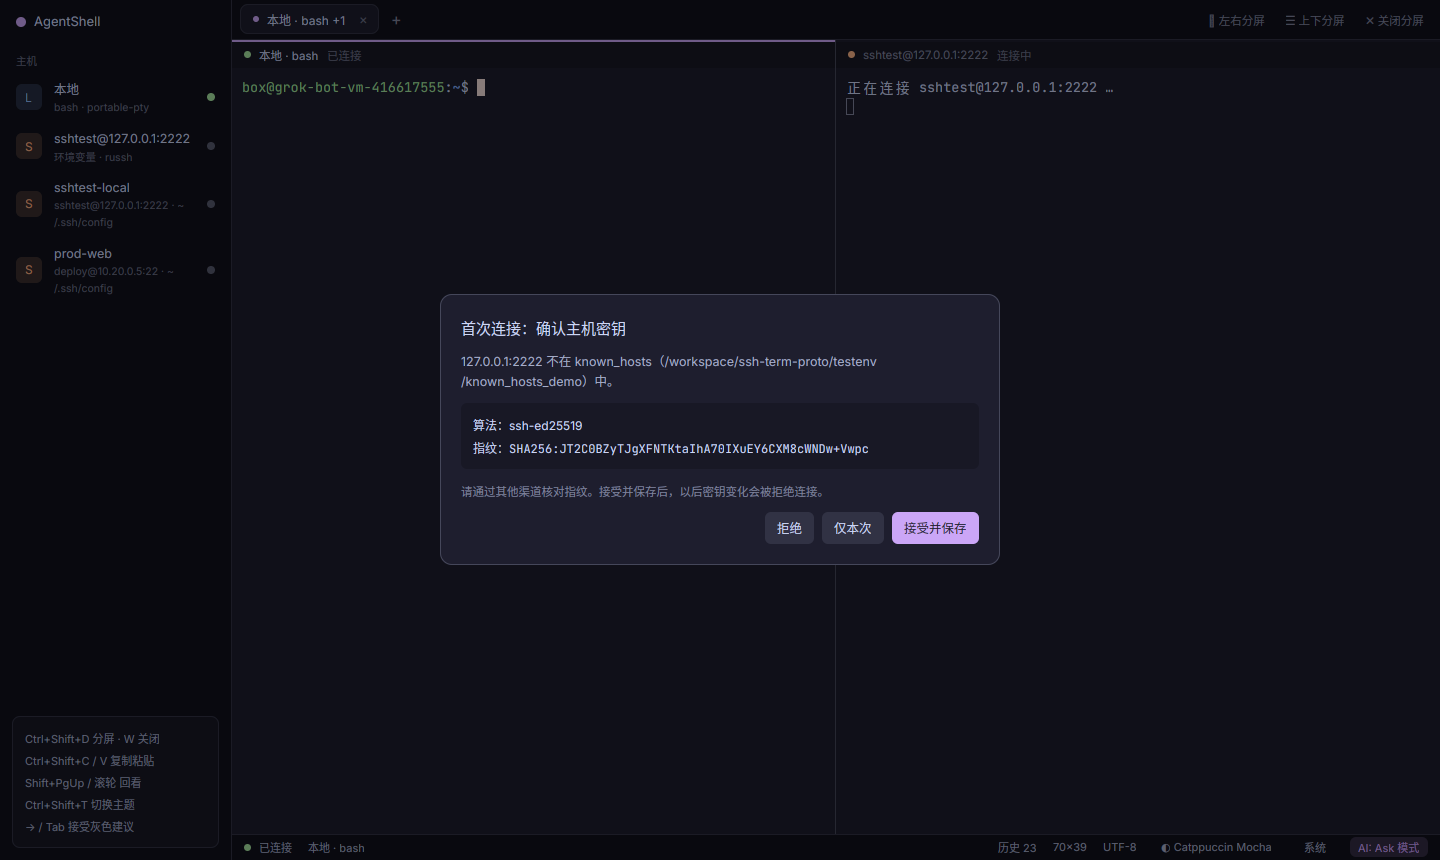 AgentShell
主机
L
本地
bash · portable-pty
S
sshtest@127.0.0.1:2222
环境变量 · russh
S
sshtest-local
sshtest@127.0.0.1:2222 · ~
/.ssh/config
S
prod-web
deploy@10.20.0.5:22 · ~
/.ssh/config
Ctrl+Shift+D 分屏 · W 关闭
Ctrl+Shift+C / V 复制粘贴
Shift+PgUp / 滚轮 回看
Ctrl+Shift+T 切换主题
→ / Tab 接受灰色建议
本地 · bash +1 × +
左右分屏 ☰ 上下分屏 ✕ 关闭分屏
本地 · bash 已连接
box@grok-bot-vm-416617555:~$
sshtest@127.0.0.1:2222 连接中
正在连接 sshtest@127.0.0.1:2222 …
首次连接：确认主机密钥
127.0.0.1:2222 不在 known_hosts（/workspace/ssh-term-proto/testenv
/known_hosts_demo）中。
算法：ssh-ed25519
指纹：SHA256:JT2C0BZyTJgXFNTKtaIhA70IXuEY6CXM8cWNDw+Vwpc
请通过其他渠道核对指纹。接受并保存后，以后密钥变化会被拒绝连接。
拒绝 仅本次 接受并保存
已连接 本地 · bash
历史 23 70×39 UTF-8 ◐ Catppuccin Mocha 系统 AI: Ask 模式